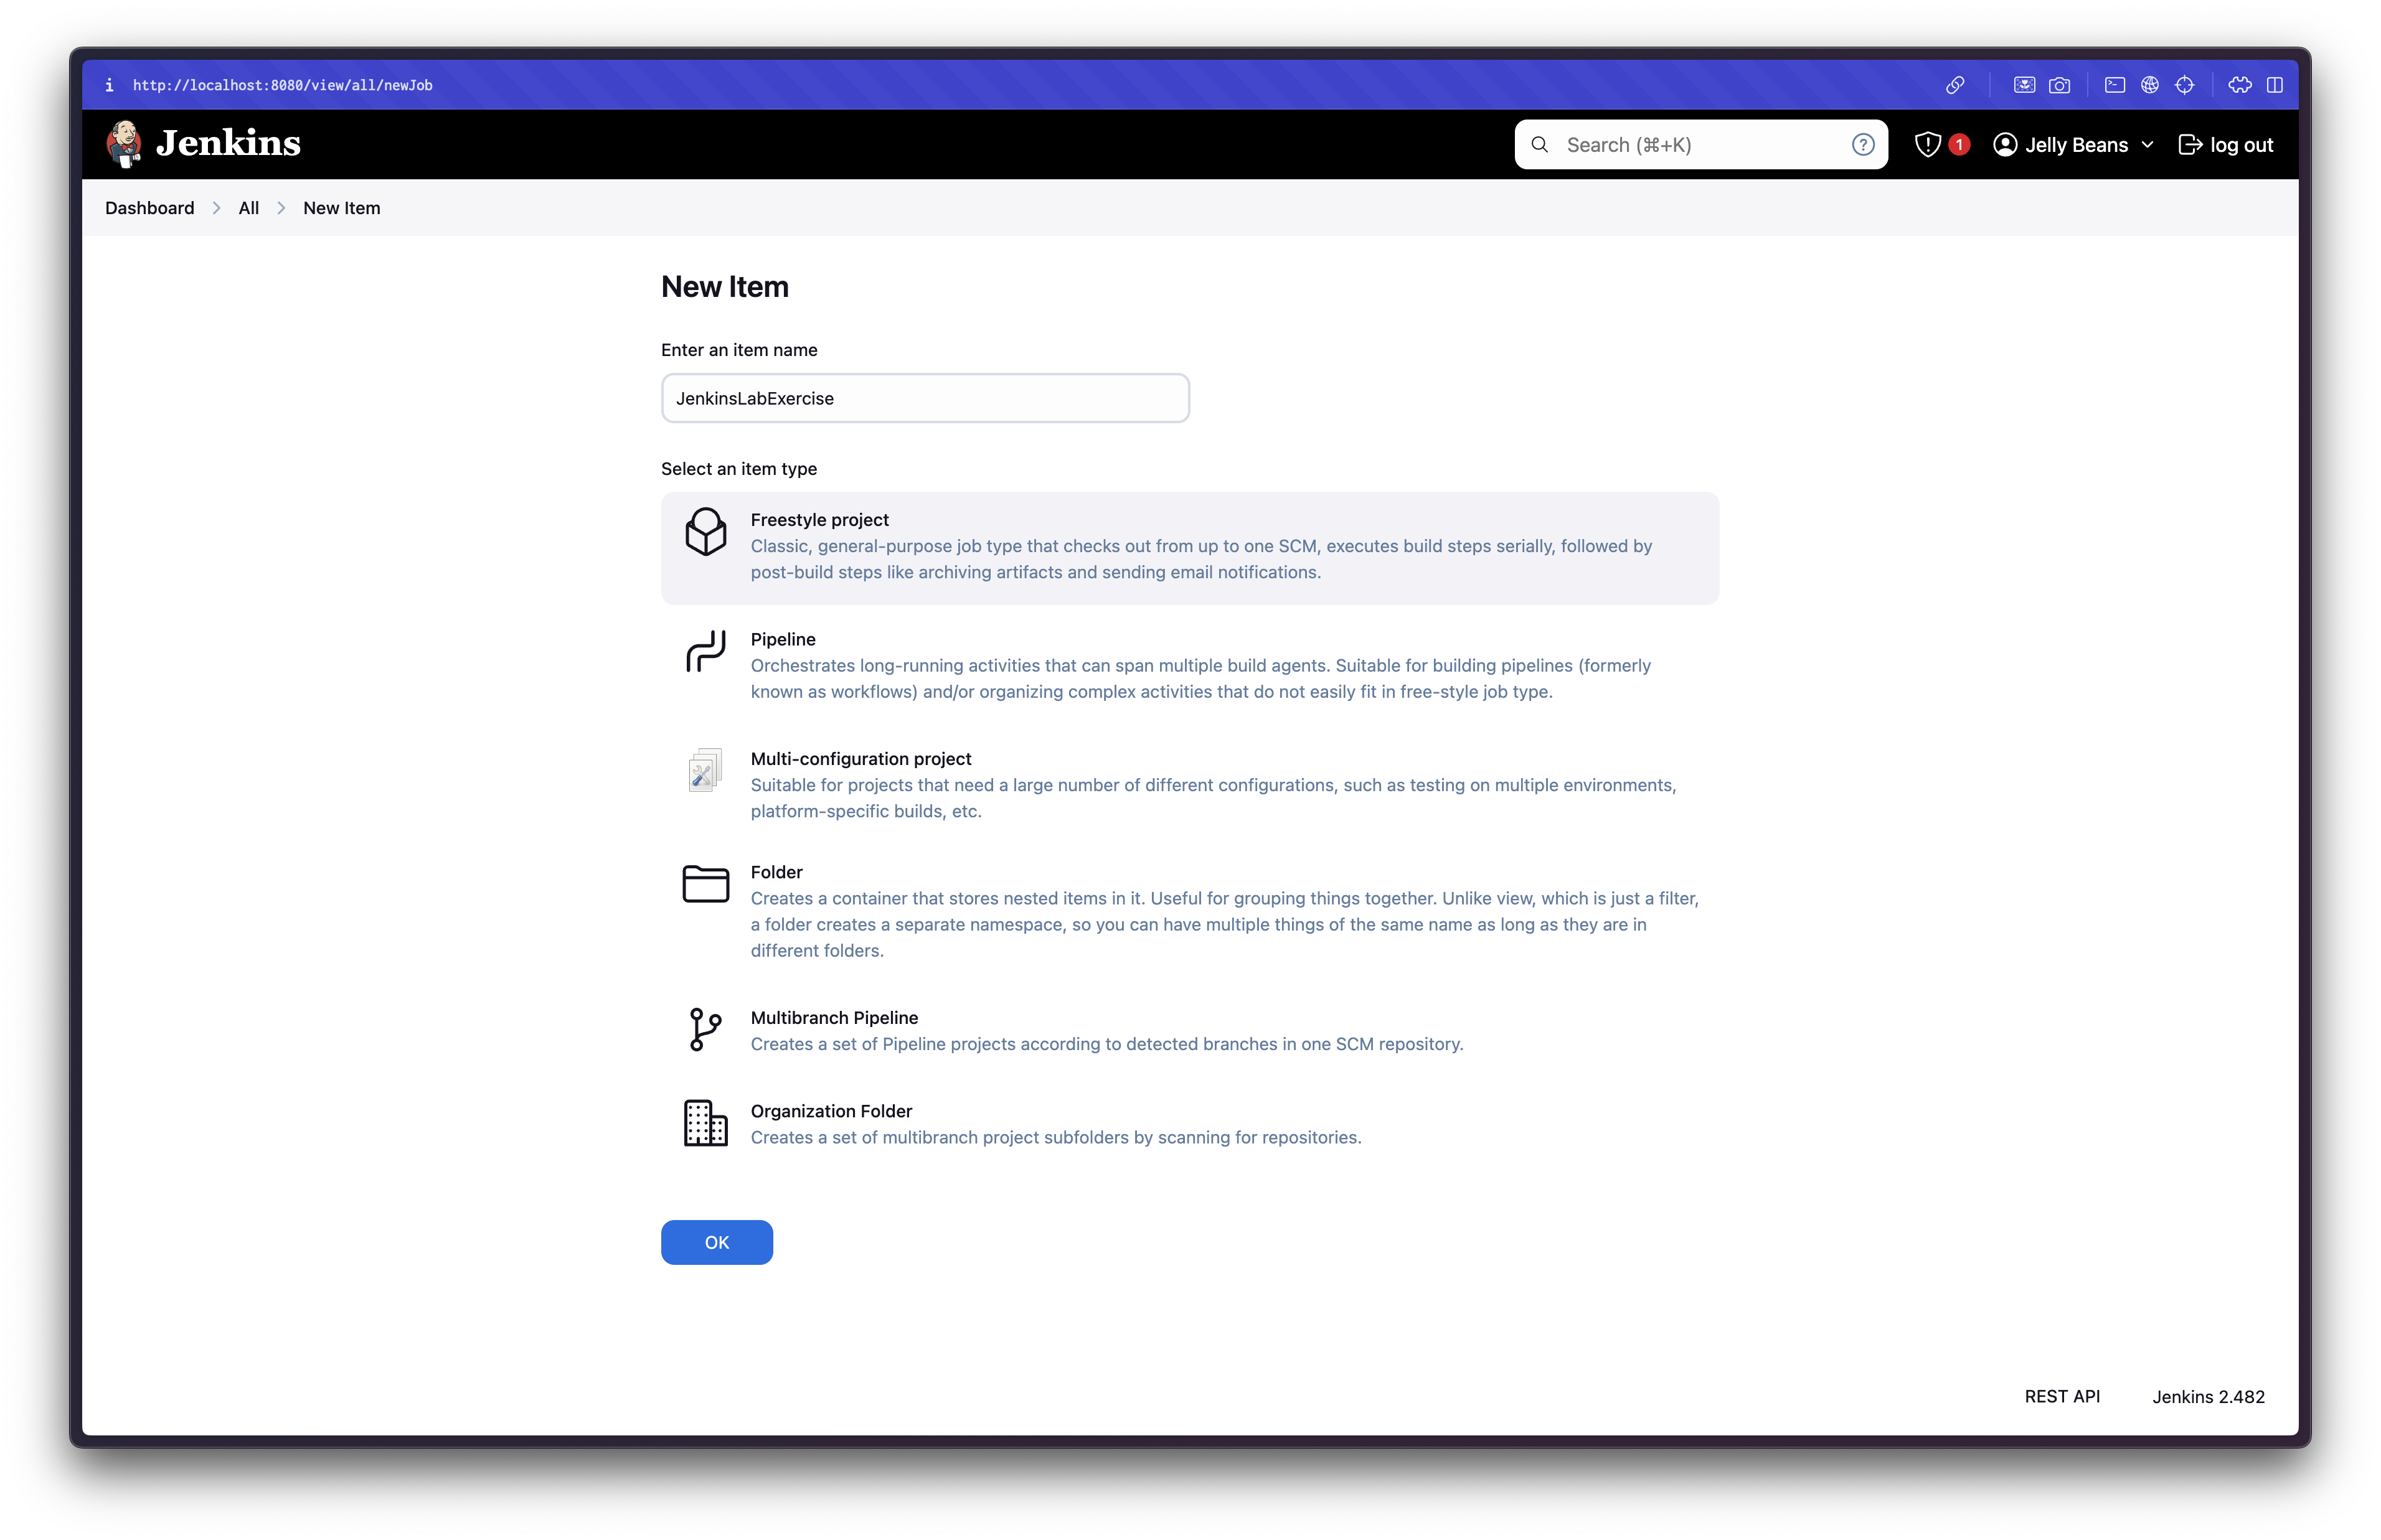 http://localhost:8080/view/all/newJob
Jenkins
Search (⌘+K)
1
Jelly Beans
log out
Dashboard
All
New Item
New Item
Enter an item name
JenkinsLabExercise
Select an item type
Freestyle project
Classic, general-purpose job type that checks out from up to one SCM, executes build steps serially, followed by
post-build steps like archiving artifacts and sending email notifications.
Pipeline
Orchestrates long-running activities that can span multiple build agents. Suitable for building pipelines (formerly
known as workflows) and/or organizing complex activities that do not easily fit in free-style job type.
Multi-configuration project
Suitable for projects that need a large number of different configurations, such as testing on multiple environments,
platform-specific builds, etc.
Folder
Creates a container that stores nested items in it. Useful for grouping things together. Unlike view, which is just a filter,
a folder creates a separate namespace, so you can have multiple things of the same name as long as they are in
different folders.
Multibranch Pipeline
Creates a set of Pipeline projects according to detected branches in one SCM repository.
Organization Folder
Creates a set of multibranch project subfolders by scanning for repositories.
OK
REST API
Jenkins 2.482